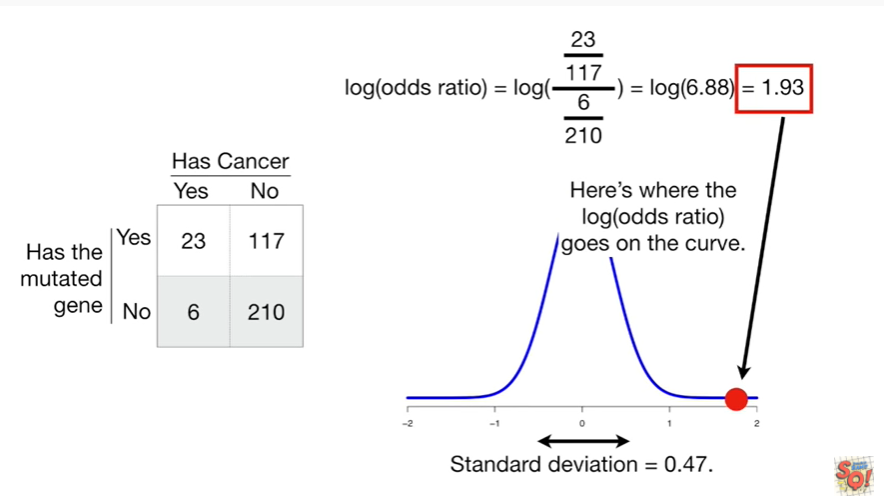 23
117
log(odds ratio) = log( ) = log(6.88) = 1.93
6
210
Has Cancer
Yes No
Has the
mutated
gene
Yes 23 117
No 6 210
Here’s where the
log(odds ratio)
goes on the curve.
−2 −1 0 1 2
Standard deviation = 0.47.
SQ!